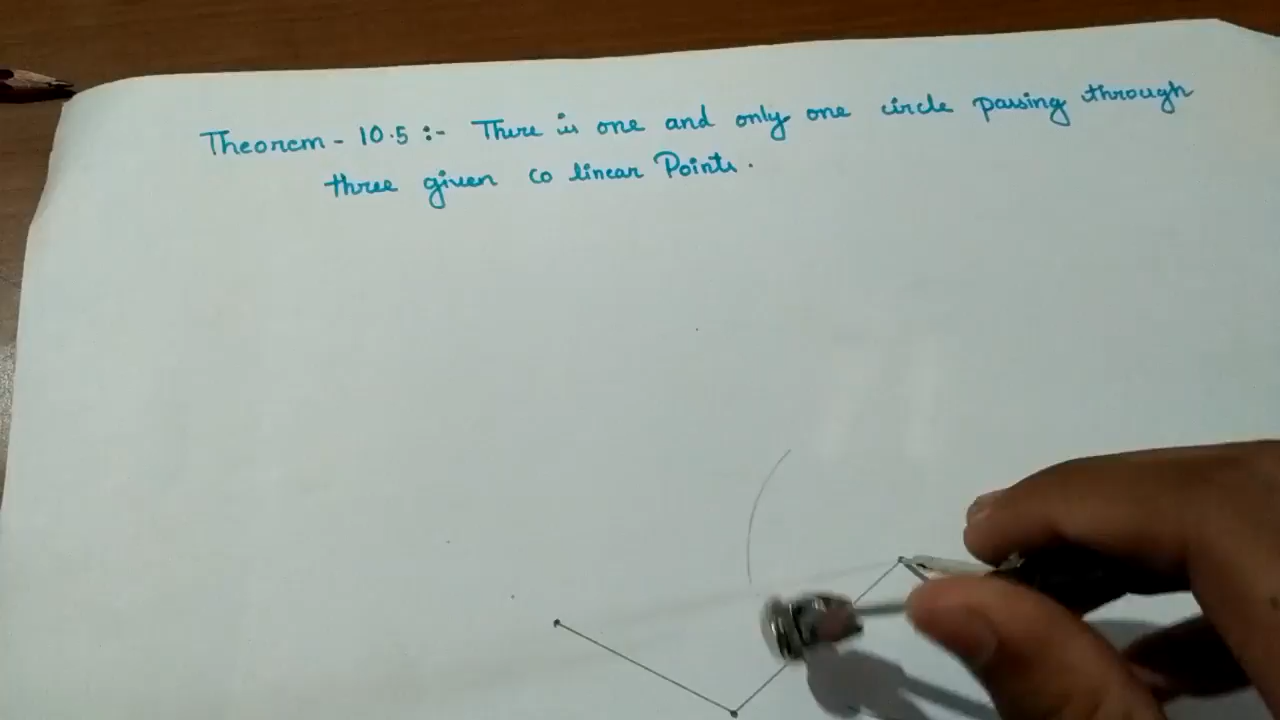 Theorem - 10.5 :- There is one and only one circle passing through
three given co linear Points.